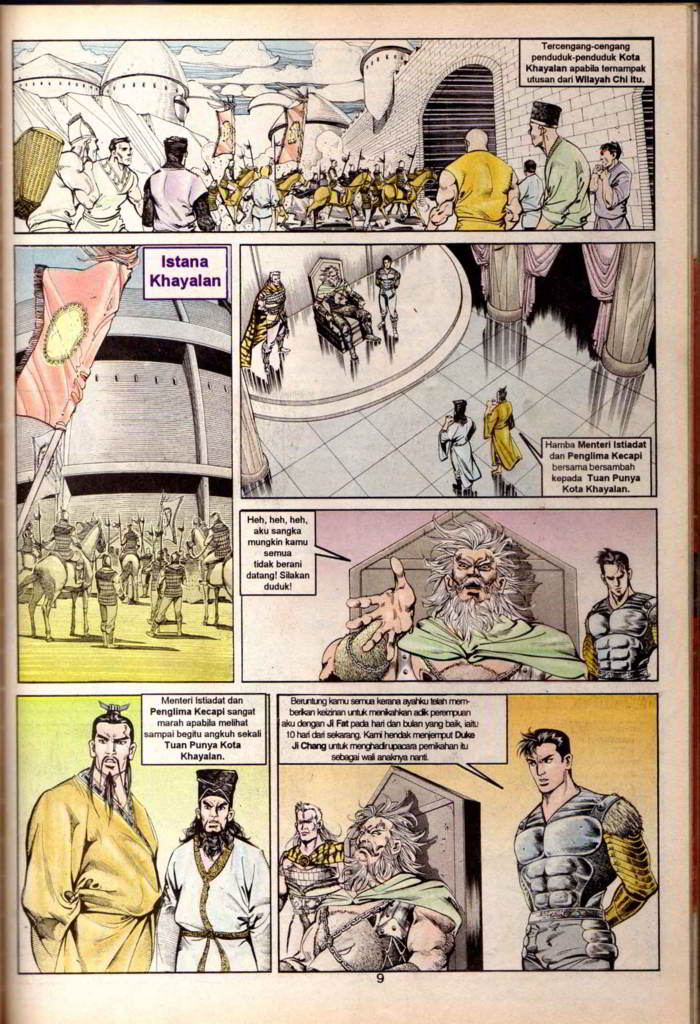 Tercengang-cengang
penduduk-penduduk Kota
Khayalan apabila ternampak
utusan dari Wilayah Chi itu.
Istana
Khayalan
Hamba Menteri Istiadat
dan Penglima Kecapi
bersama bersambah
kepada Tuan Punya
Kota Khayalan.
Heh, heh, heh,
aku sangka
mungkin kamu
semua
tidak berani
datang! Silakan
duduk!
Menteri Istiadat dan
Penglima Kecapi sangat
marah apabila melihat
sampai begitu angkuh sekali
Tuan Punya Kota
Khayalan.
Beruntung kamu semua kerana ayahku telah mem-
berikan keizinan untuk menikahkan adik perempuan
aku dengan Ji Fat pada hari dan bulan yang baik, iaitu
10 hari dari sekarang. Kami hendak menjemput Duke
Ji Chang untuk menghadirupacara pernikahan itu
sebagai wali anaknya nanti.
9